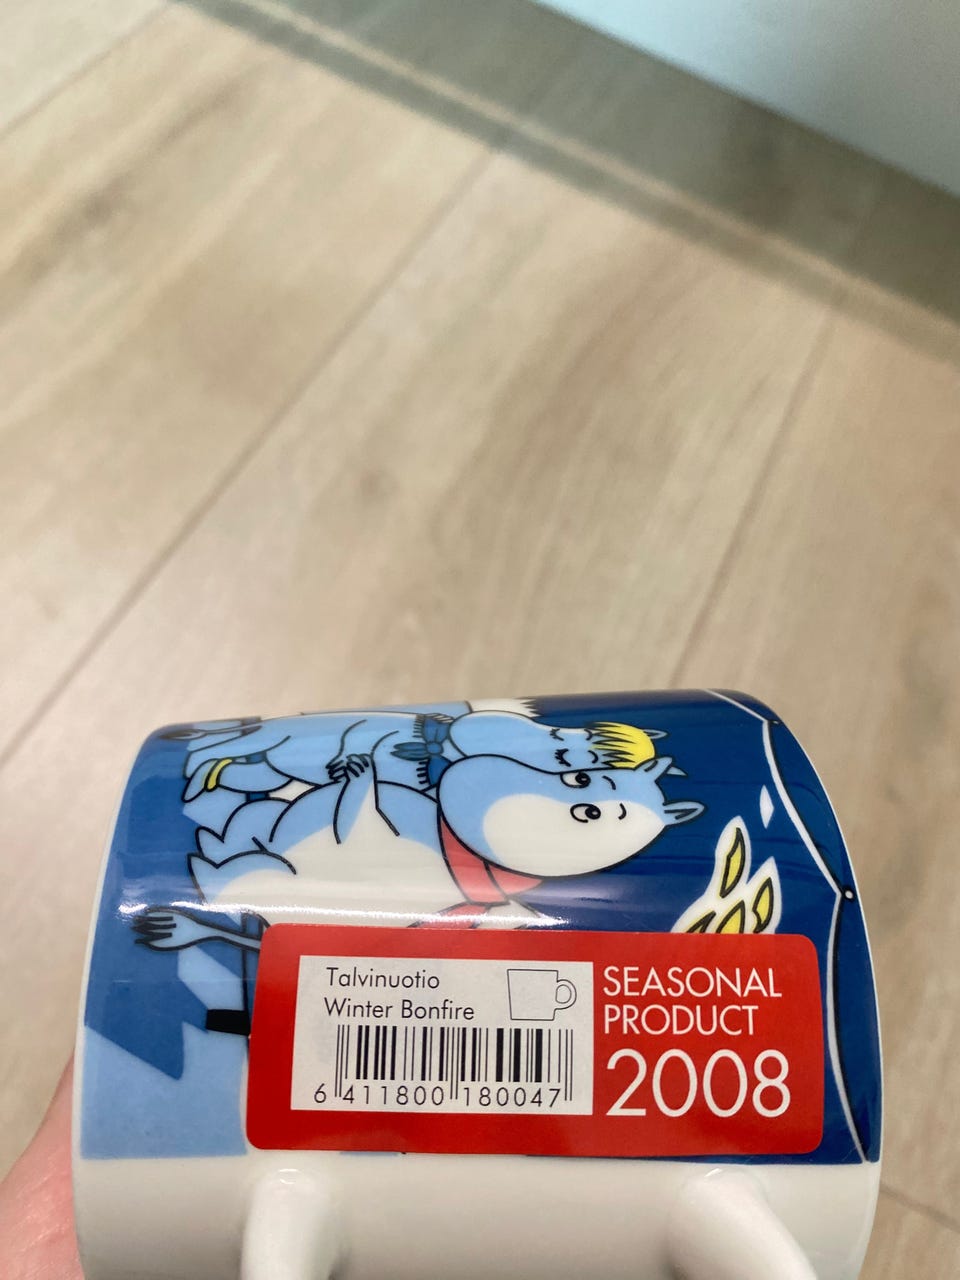 Talvinuotio
Winter Bonfire
6 411800 180047
SEASONAL
PRODUCT
2008